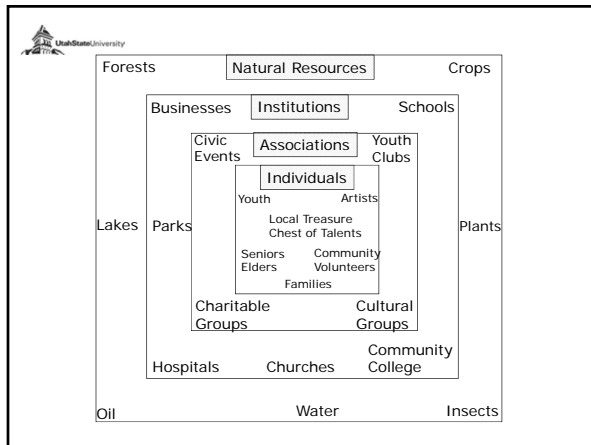 UtahStateUniversity
Forests Natural Resources Crops
Businesses Institutions Schools
Civic Associations Youth
Events Clubs
Individuals
Youth Artists
Local Treasure
Chest of Talents
Lakes Parks Plants
Seniors Community
Elders Volunteers
Families
Charitable Cultural
Groups Groups
Community
Hospitals Churches College
Oil Water Insects